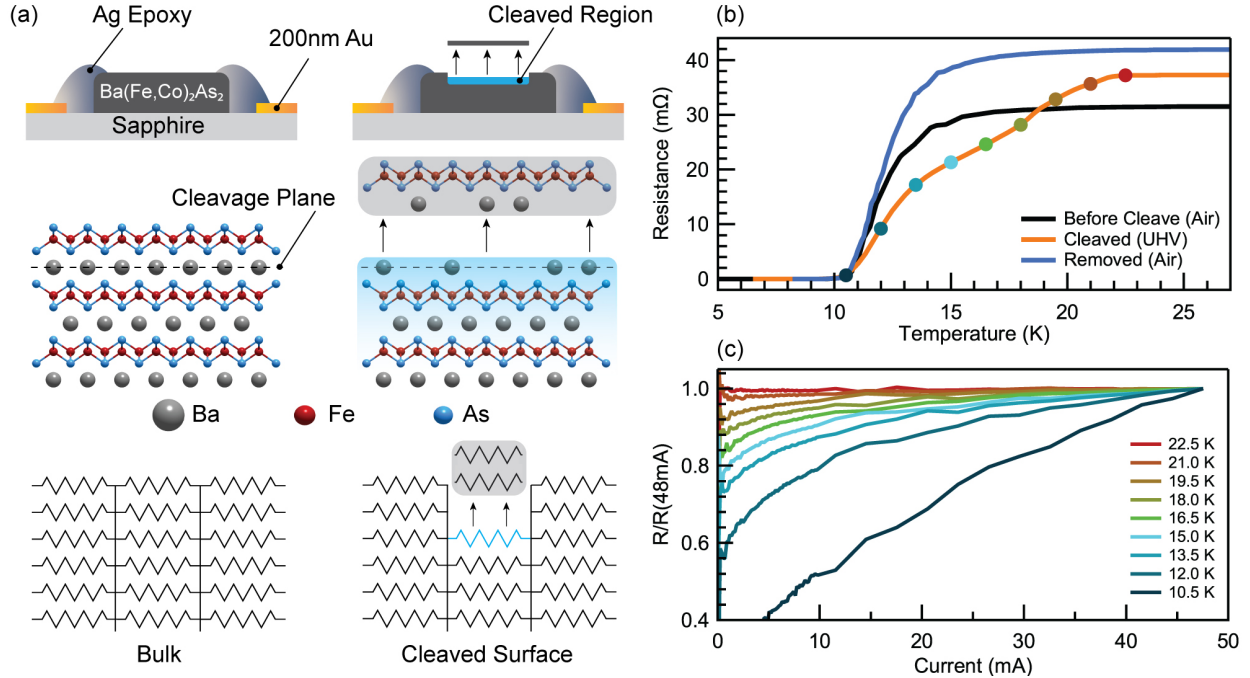 (a)
Ag Epoxy
200nm Au
Ba(Fe,Co)2As2
Sapphire
Cleaved Region
Cleavage Plane
Ba
Fe
As
Bulk
Cleaved Surface
(b)
Resistance (mΩ)
40
30
20
10
0
Before Cleave (Air)
Cleaved (UHV)
Removed (Air)
5
10
15
20
25
Temperature (K)
(c)
R/R(48mA)
1.0
0.8
0.6
0.4
22.5 K
21.0 K
19.5 K
18.0 K
16.5 K
15.0 K
13.5 K
12.0 K
10.5 K
0
10
20
30
40
50
Current (mA)